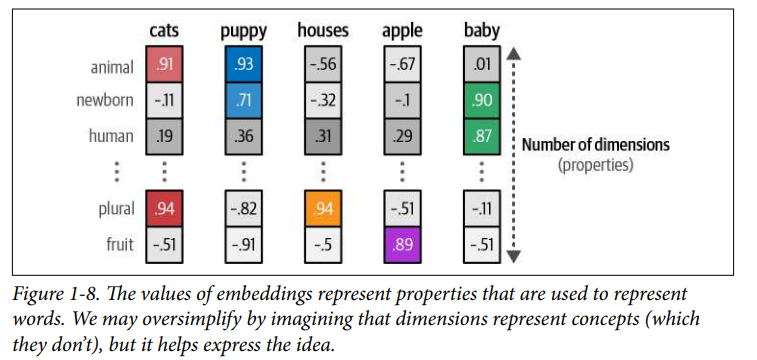 cats puppy houses apple baby
animal .91 .93 -.56 -.67 .01
newborn -.11 .71 -.32 -.1 .90
human .19 .36 .31 .29 .87
Number of dimensions
(properties)
plural .94 -.82 .94 -.51 -.11
fruit -.51 -.91 -.5 .89 -.51
Figure 1-8. The values of embeddings represent properties that are used to represent
words. We may oversimplify by imagining that dimensions represent concepts (which
they don’t), but it helps express the idea.